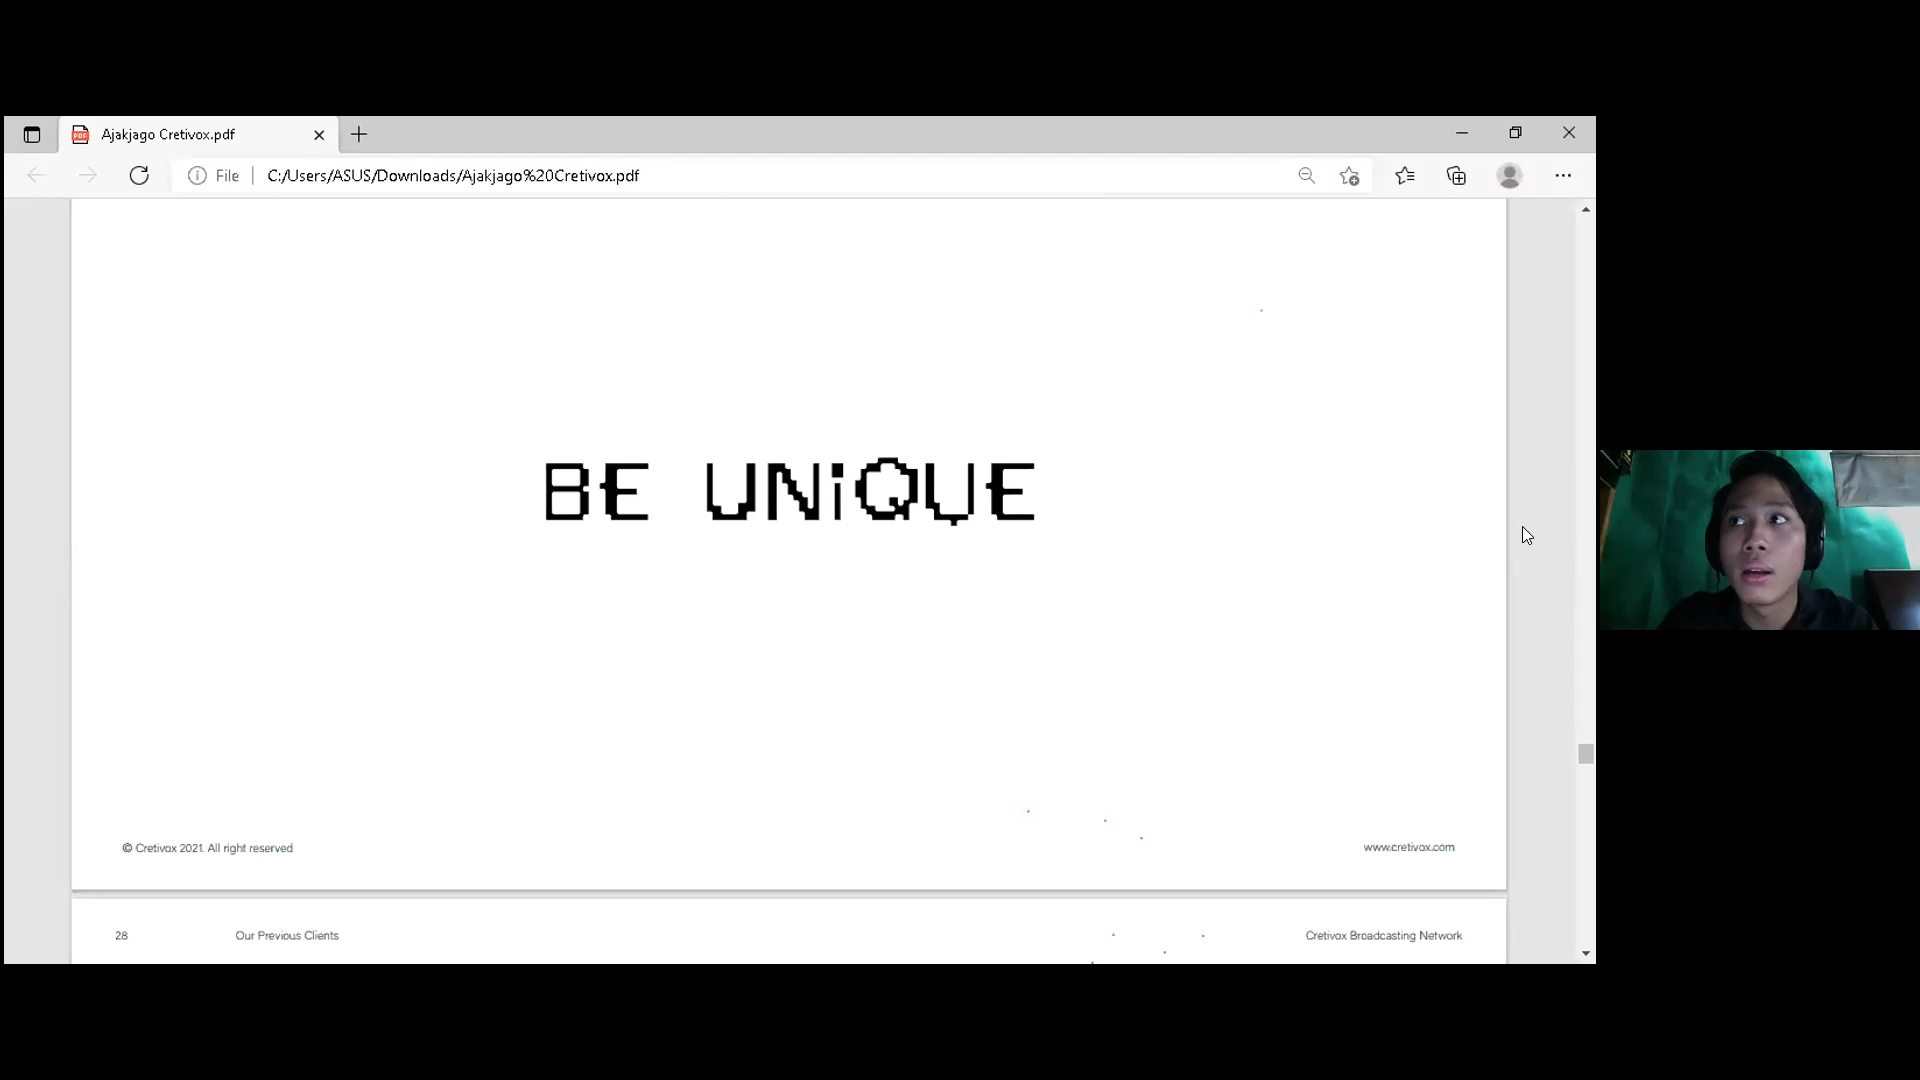 Ajakjago Cretivox.pdf
File C:/Users/ASUS/Downloads/Ajakjago%20Cretivox.pdf
BE UNiQUE
© Cretivox 2021. All right reserved
www.cretivox.com
28 Our Previous Clients Cretivox Broadcasting Network